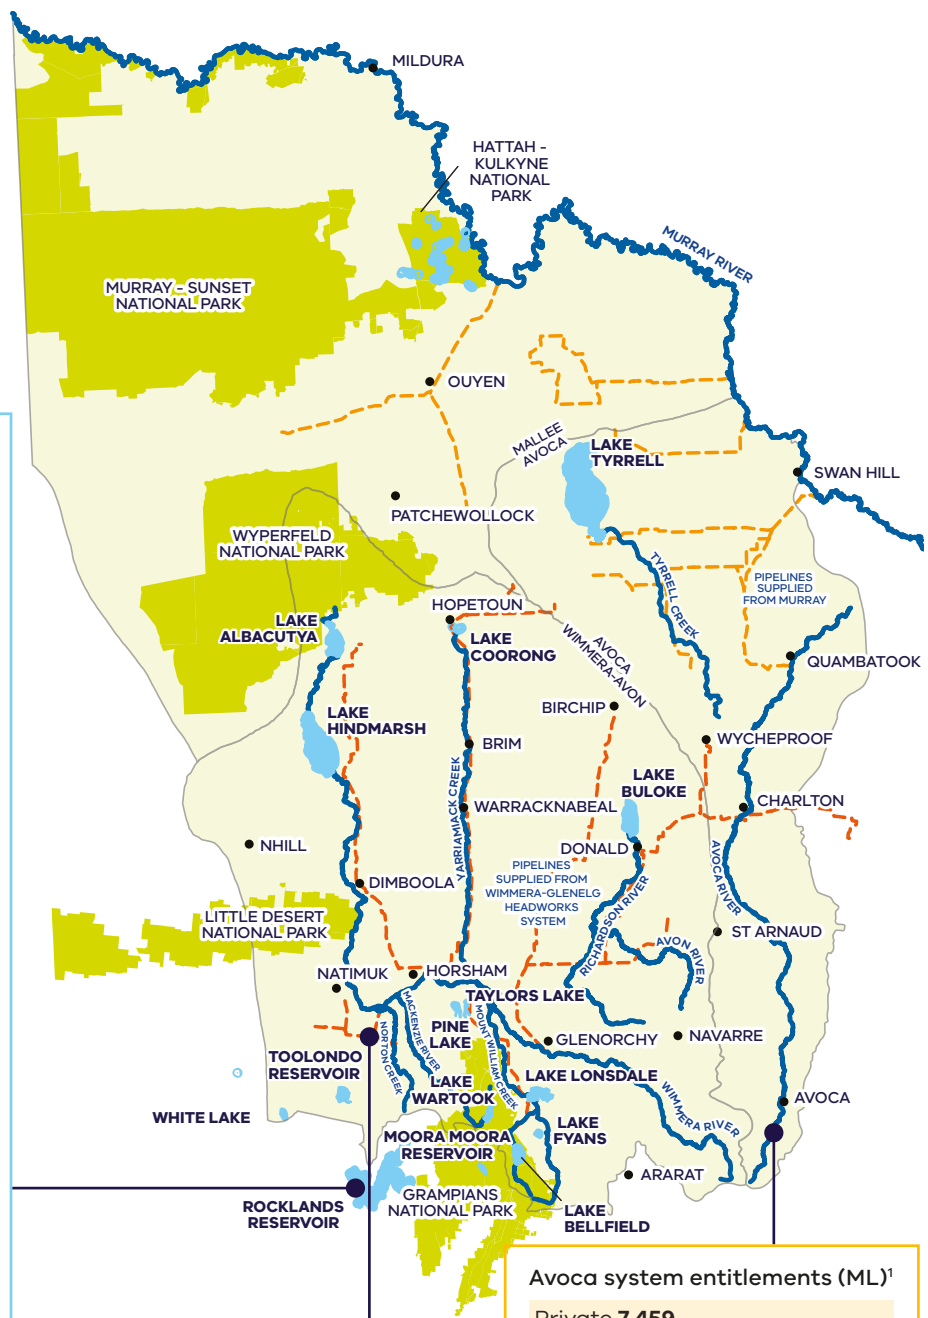 MILDURA
HATTAH -
KULKYNE
NATIONAL
PARK
MURRAY RIVER
MURRAY - SUNSET
NATIONAL PARK
OUYEN
MALLEE
AVOCA
LAKE
TYRRELL
SWAN HILL
PATCHEWOLLOCK
WYPERFELD
NATIONAL PARK
TYRRELL CREEK
PIPELINES
SUPPLIED
FROM MURRAY
HOPETOUN
LAKE
ALBACUTYA
LAKE
COORONG
AVOCA
WIMMERA-AVON
QUAMBATOOK
BIRCHIP
LAKE
HINDMARSH
BRIM
WYCHEPROOF
LAKE
BULOKE
YARRIAMIACK CREEK
WARRACKNABEAL
CHARLTON
NHILL
DONALD
AVOCA RIVER
DIMBOOLA
PIPELINES
SUPPLIED FROM
WIMMERA-GLENELG
HEADWORKS
SYSTEM
RICHARDSON RIVER
LITTLE DESERT
NATIONAL PARK
ST ARNAUD
AVON RIVER
NATIMUK
HORSHAM
TAYLORS LAKE
MACKENZIE RIVER
NORTON CREEK
MOUNT WILLIAM CREEK
PINE
LAKE
GLENORCHY
NAVARRE
TOOLONDO
RESERVOIR
LAKE
WARTOOK
LAKE LONSDALE
WIMMERA RIVER
AVOCA
WHITE LAKE
LAKE
FYANS
MOORA MOORA
RESERVOIR
ARARAT
ROCKLANDS
RESERVOIR
GRAMPIANS
NATIONAL PARK
LAKE
BELLFIELD
Avoca system entitlements (ML)¹
Private 7,459